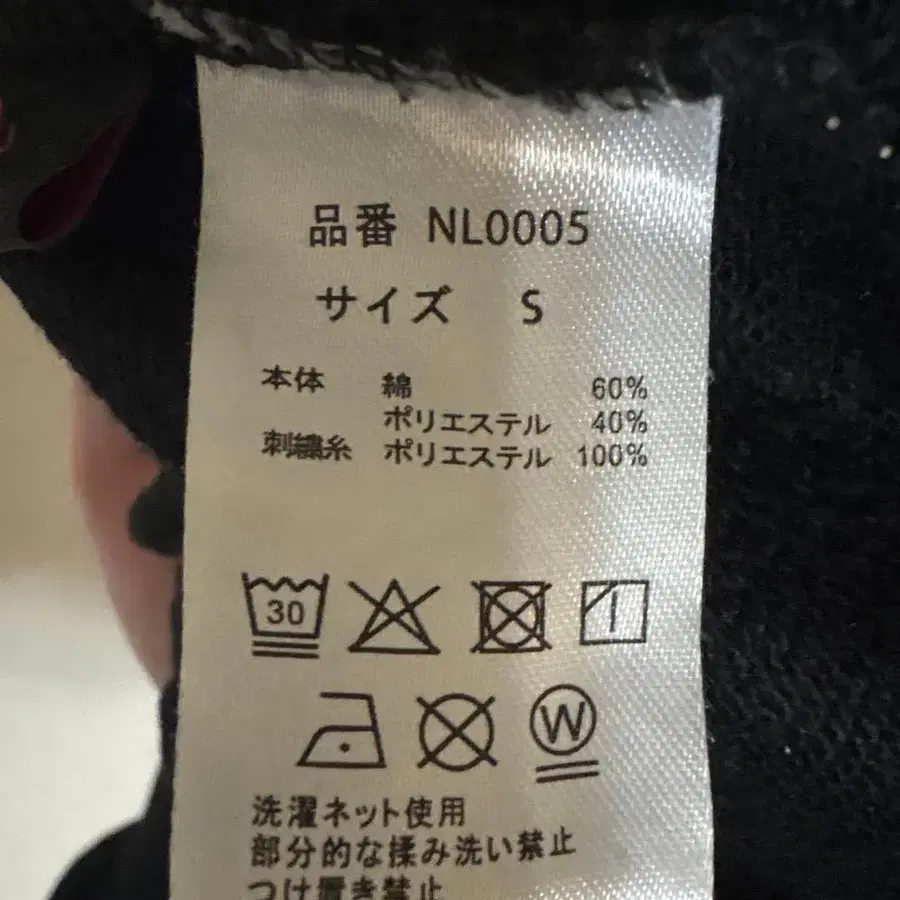 品番 NL0005
サイズ S
本体 綿 60%
ポリエステル 40%
刺繍糸 ポリエステル 100%
30
W
洗濯ネット使用
部分的な揉み洗い禁止
つけ置き禁止